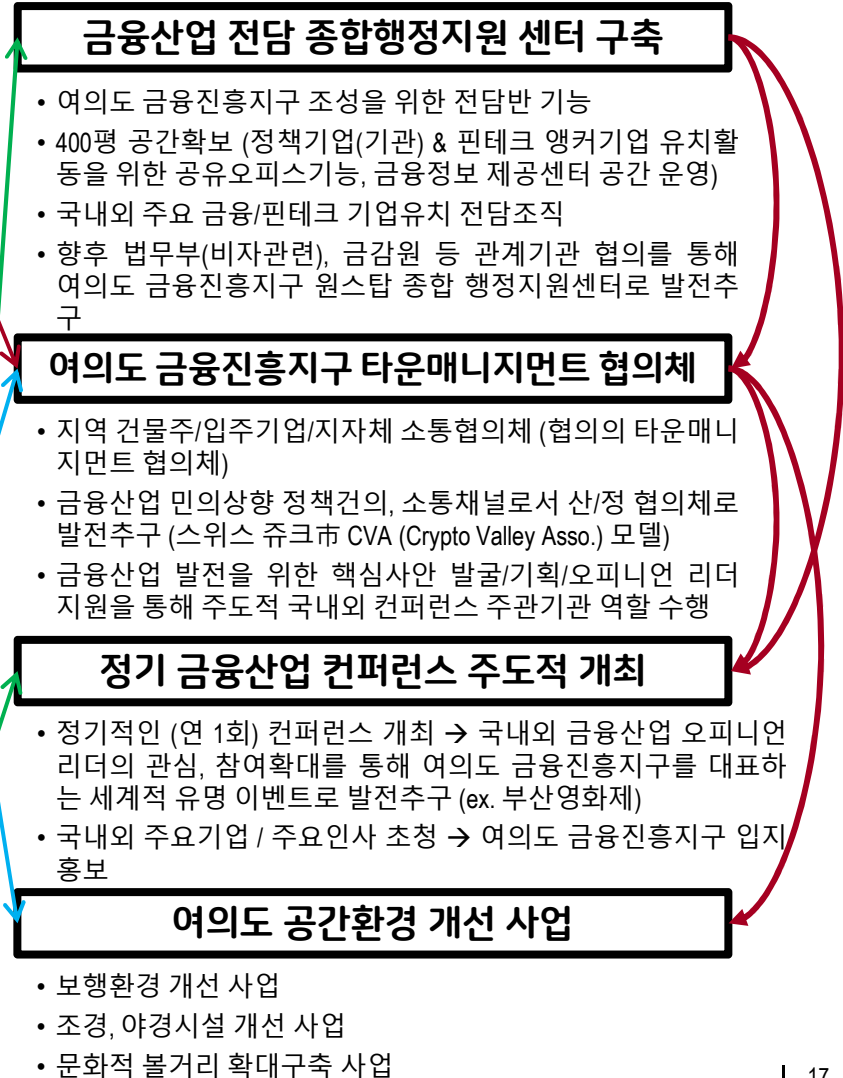 금융산업 전담 종합행정지원 센터 구축
• 여의도 금융진흥지구 조성을 위한 전담반 기능
• 400평 공간확보 (정책기업(기관) & 핀테크 앵커기업 유치활
동을 위한 공유오피스기능, 금융정보 제공센터 공간 운영)
• 국내외 주요 금융/핀테크 기업유치 전담조직
• 향후 법무부(비자관련), 금감원 등 관계기관 협의를 통해
여의도 금융진흥지구 원스탑 종합 행정지원센터로 발전추
구
여의도 금융진흥지구 타운매니지먼트 협의체
• 지역 건물주/입주기업/지자체 소통협의체 (협의의 타운매니
지먼트 협의체)
• 금융산업 민의상향 정책건의, 소통채널로서 산/정 협의체로
발전추구 (스위스 쥬크市 CVA (Crypto Valley Asso.) 모델)
• 금융산업 발전을 위한 핵심사안 발굴/기획/오피니언 리더
지원을 통해 주도적 국내외 컨퍼런스 주관기관 역할 수행
정기 금융산업 컨퍼런스 주도적 개최
• 정기적인 (연 1회) 컨퍼런스 개최 → 국내외 금융산업 오피니언
리더의 관심, 참여확대를 통해 여의도 금융진흥지구를 대표하
는 세계적 유명 이벤트로 발전추구 (ex. 부산영화제)
• 국내외 주요기업 / 주요인사 초청 → 여의도 금융진흥지구 입지
홍보
여의도 공간환경 개선 사업
• 보행환경 개선 사업
• 조경, 야경시설 개선 사업
• 문화적 볼거리 확대구축 사업
17